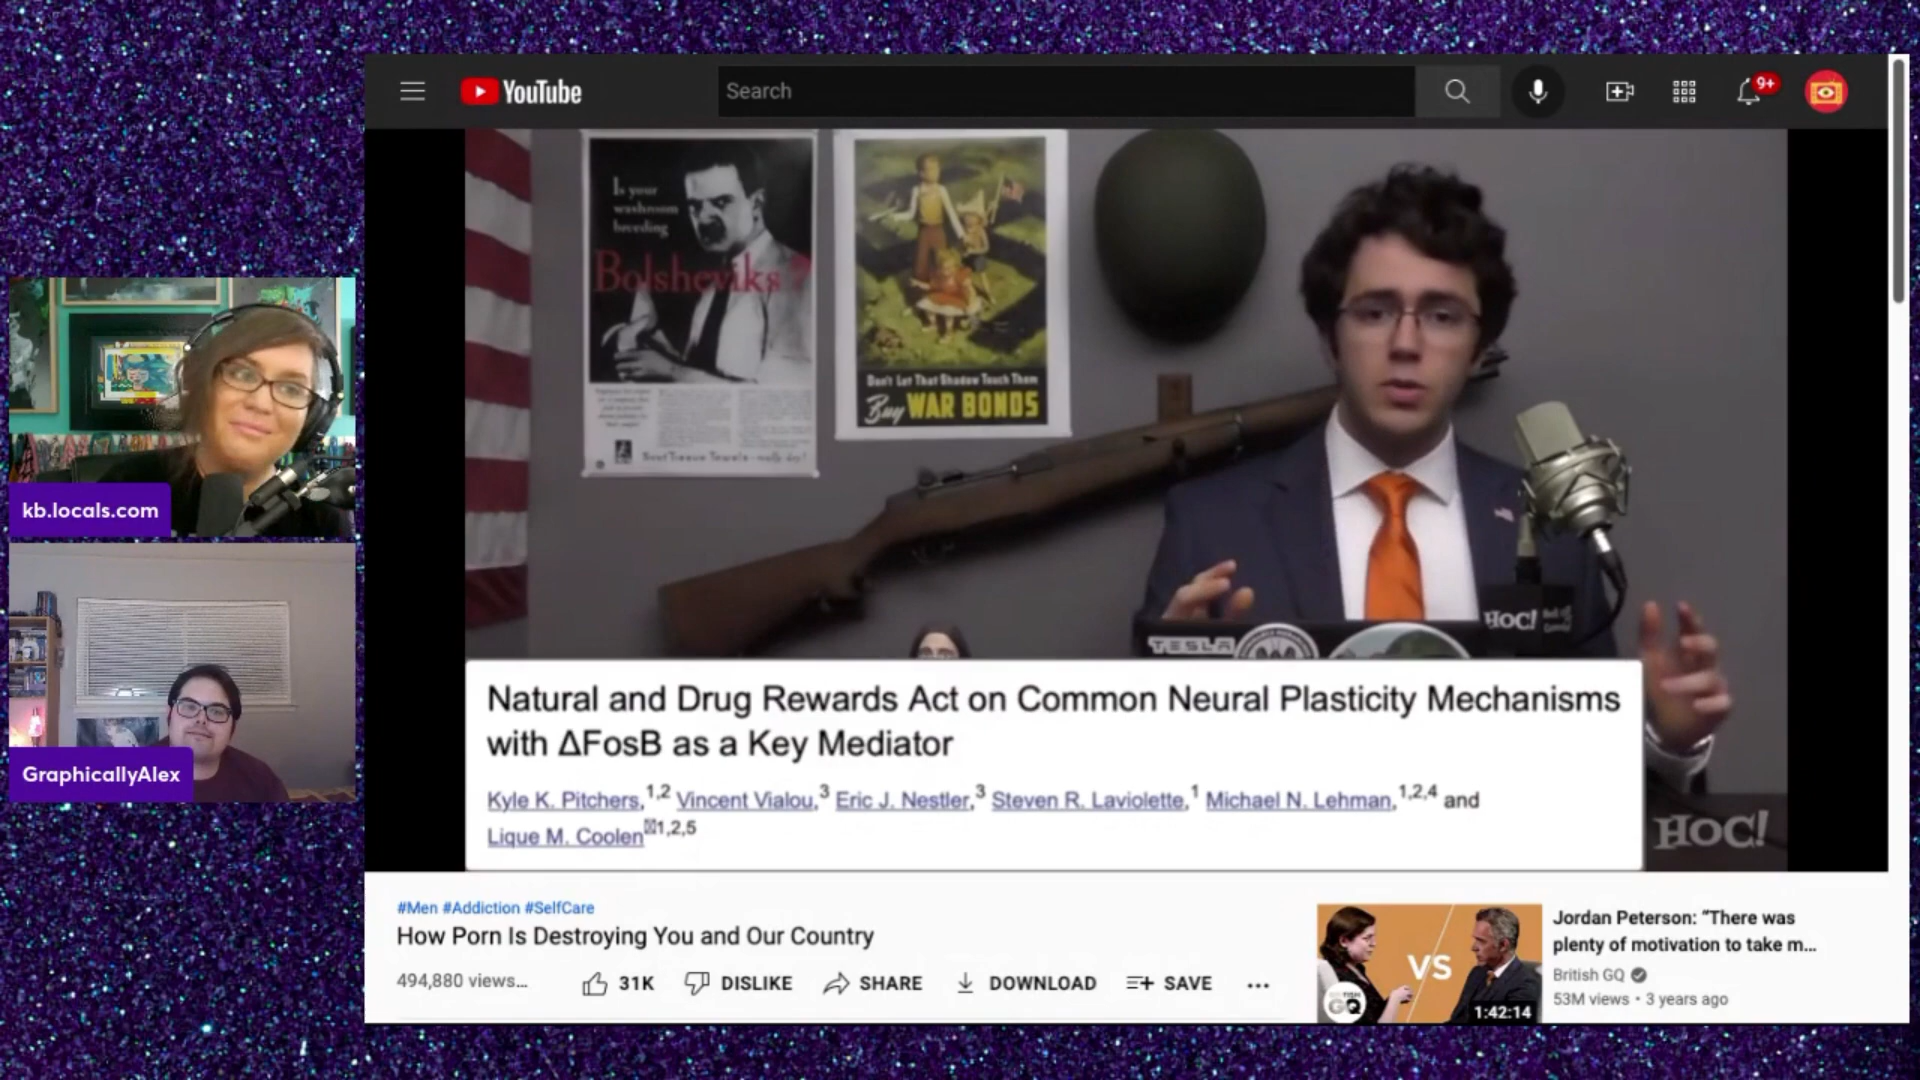 YouTube
Search
9+
Is your
washroom
breeding
Bolsheviks?
Don't Let That Shadow Touch Them
Buy WAR BONDS
kb.locals.com
GraphicallyAlex
TESLA
HOC!
HOC!
Natural and Drug Rewards Act on Common Neural Plasticity Mechanisms
with ΔFosB as a Key Mediator
Kyle K. Pitchers,1,2 Vincent Vialou,3 Eric J. Nestler,3 Steven R. Laviolette,1 Michael N. Lehman,1,2,4 and
Lique M. Coolen1,2,5
#Men #Addiction #SelfCare
How Porn Is Destroying You and Our Country
494,880 views...
31K
DISLIKE
SHARE
DOWNLOAD
SAVE
VS
GQ
1:42:14
Jordan Peterson: “There was
plenty of motivation to take m...
British GQ
53M views • 3 years ago